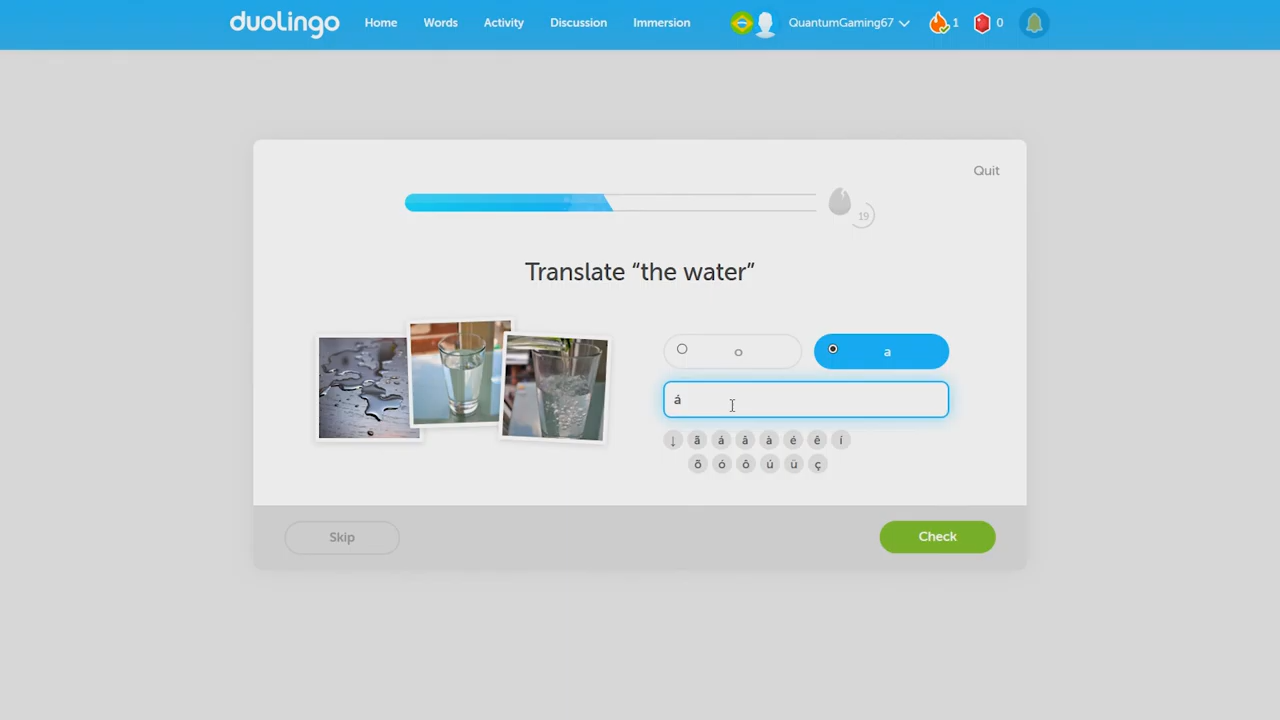 duolingo Home Words Activity Discussion Immersion QuantumGaming67 1 0
Quit
19
Translate “the water”
o a
á
↓ ã á â à é ê í
õ ó ô ú ü ç
Skip Check